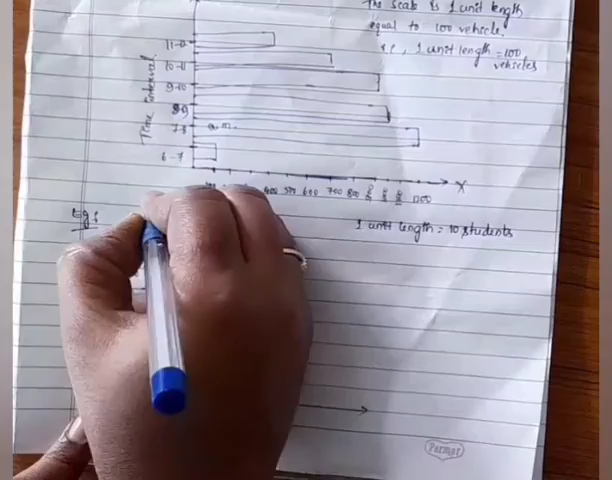 The scale is 1 unit length
equal to 100 vehicle.
i.e, 1 unit length = 100
vehicles
Time interval
11-12
10-11
9-10
8-9
7-8
a.m.
6-7
400 500 600 700 800
X
Eg:
1 unit length = 10 students
Parmar